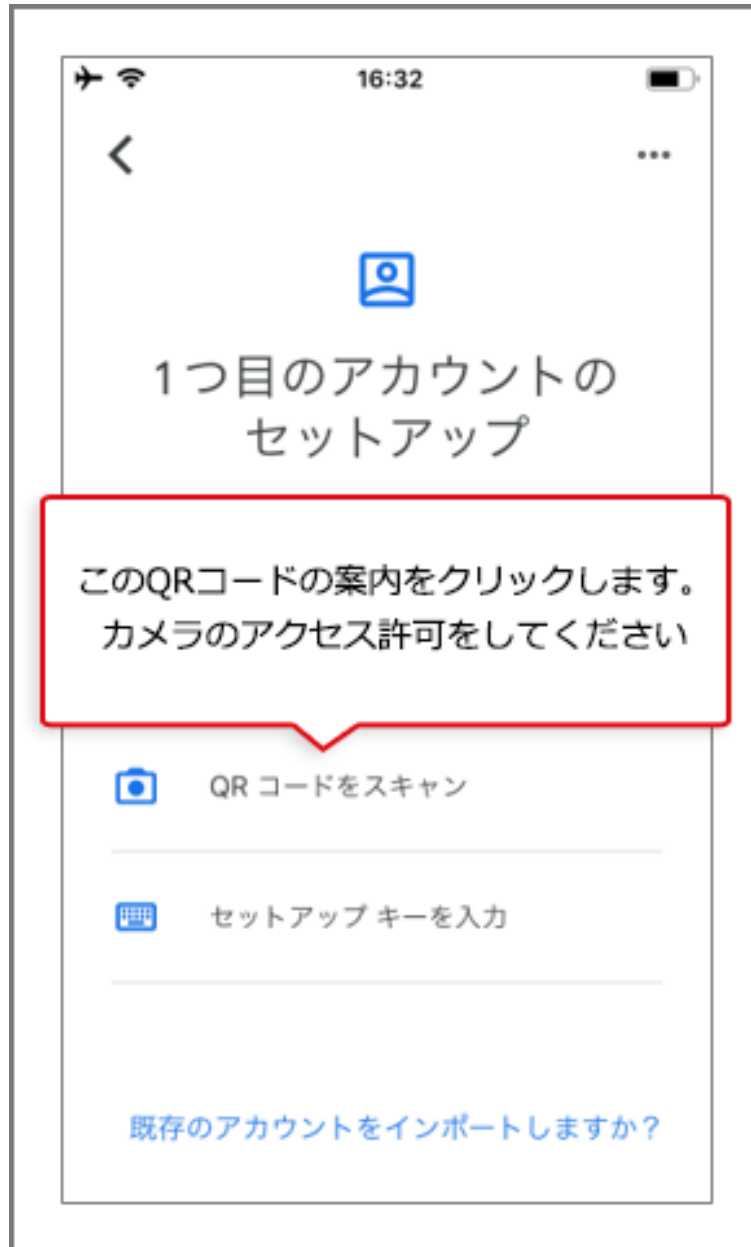 16:32
1つ目のアカウントの
セットアップ
このQRコードの案内をクリックします。
カメラのアクセス許可をしてください
QR コードをスキャン
セットアップ キーを入力
既存のアカウントをインポートしますか？